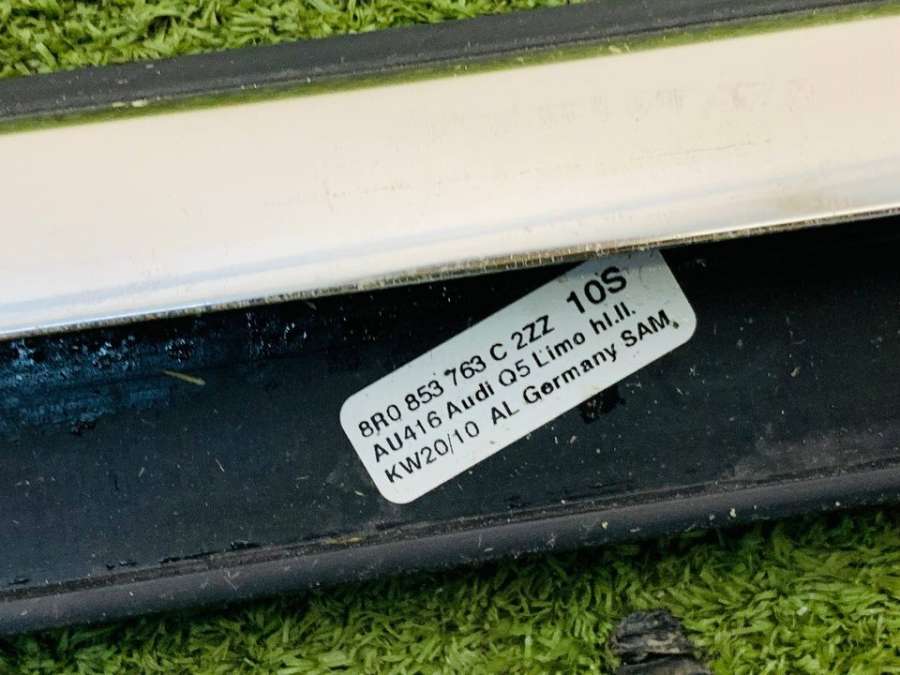 8R0 853 763 C 2ZZ 10S
AU416 Audi Q5 Limo hl.ll.
KW20/10 AL Germany SAM.